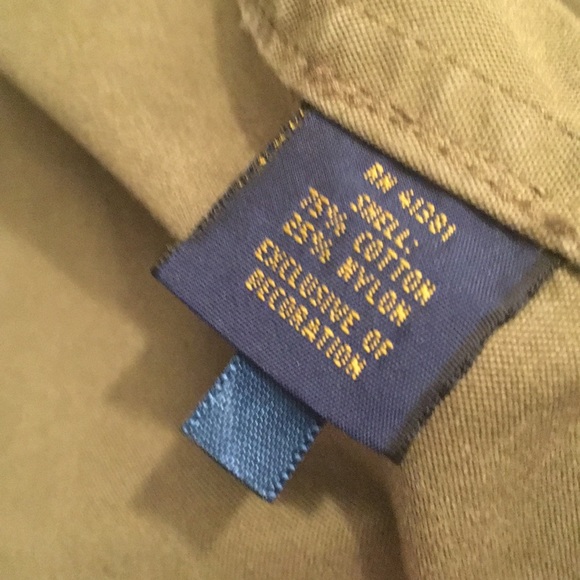 RN 41381
SHELL:
75% COTTON
25% NYLON
EXCLUSIVE OF
DECORATION